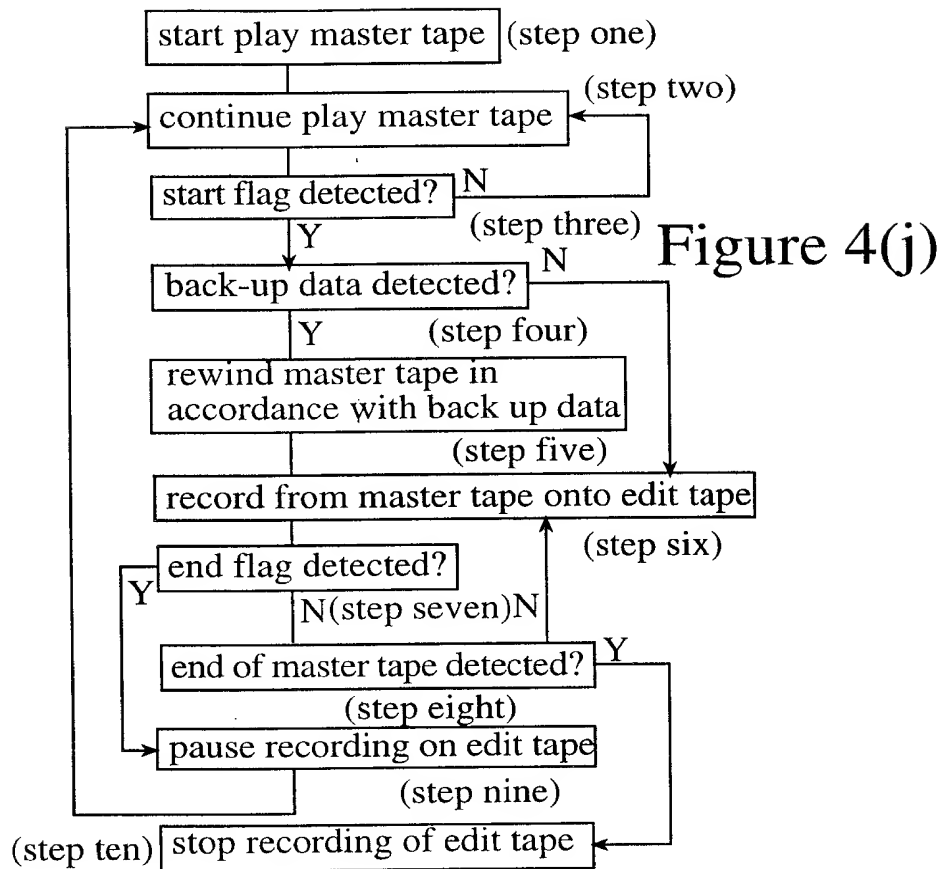 start play master tape (step one)
(step two)
continue play master tape
start flag detected? N
(step three)
Y
Figure 4(j)
N
back-up data detected?
Y (step four)
rewind master tape in
accordance with back up data
(step five)
record from master tape onto edit tape
(step six)
end flag detected?
Y
N(step seven)N
end of master tape detected? Y
(step eight)
pause recording on edit tape
(step nine)
(step ten) stop recording of edit tape